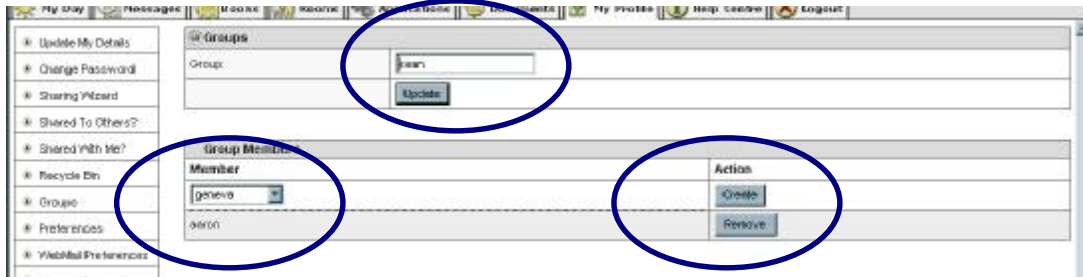 My Day Messages Books Rooms Applications Documents My Profile Help Centre Logout
Update My Details
Change Password
Sharing Wizard
Shared To Others?
Shared With Me?
Recycle Bin
Groups
Preferences
WebMail Preferences
Groups
Group:
Update
Group Members
Member Action
geneva Create
aaron Remove